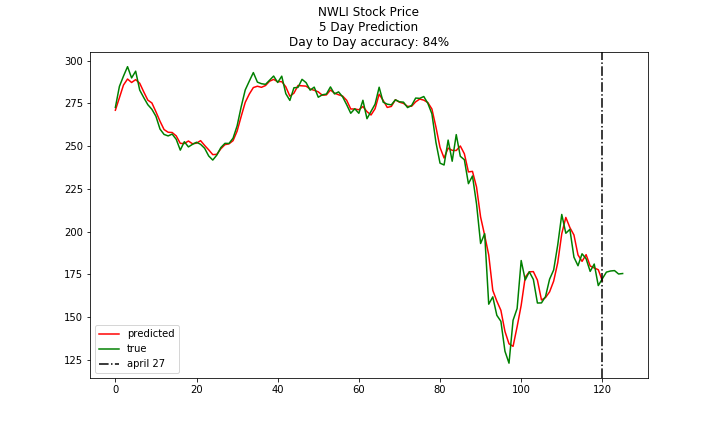 NWLI Stock Price
5 Day Prediction
Day to Day accuracy: 84%
300
275
250
225
200
175
150
125
0
20
40
60
80
100
120
predicted
true
april 27